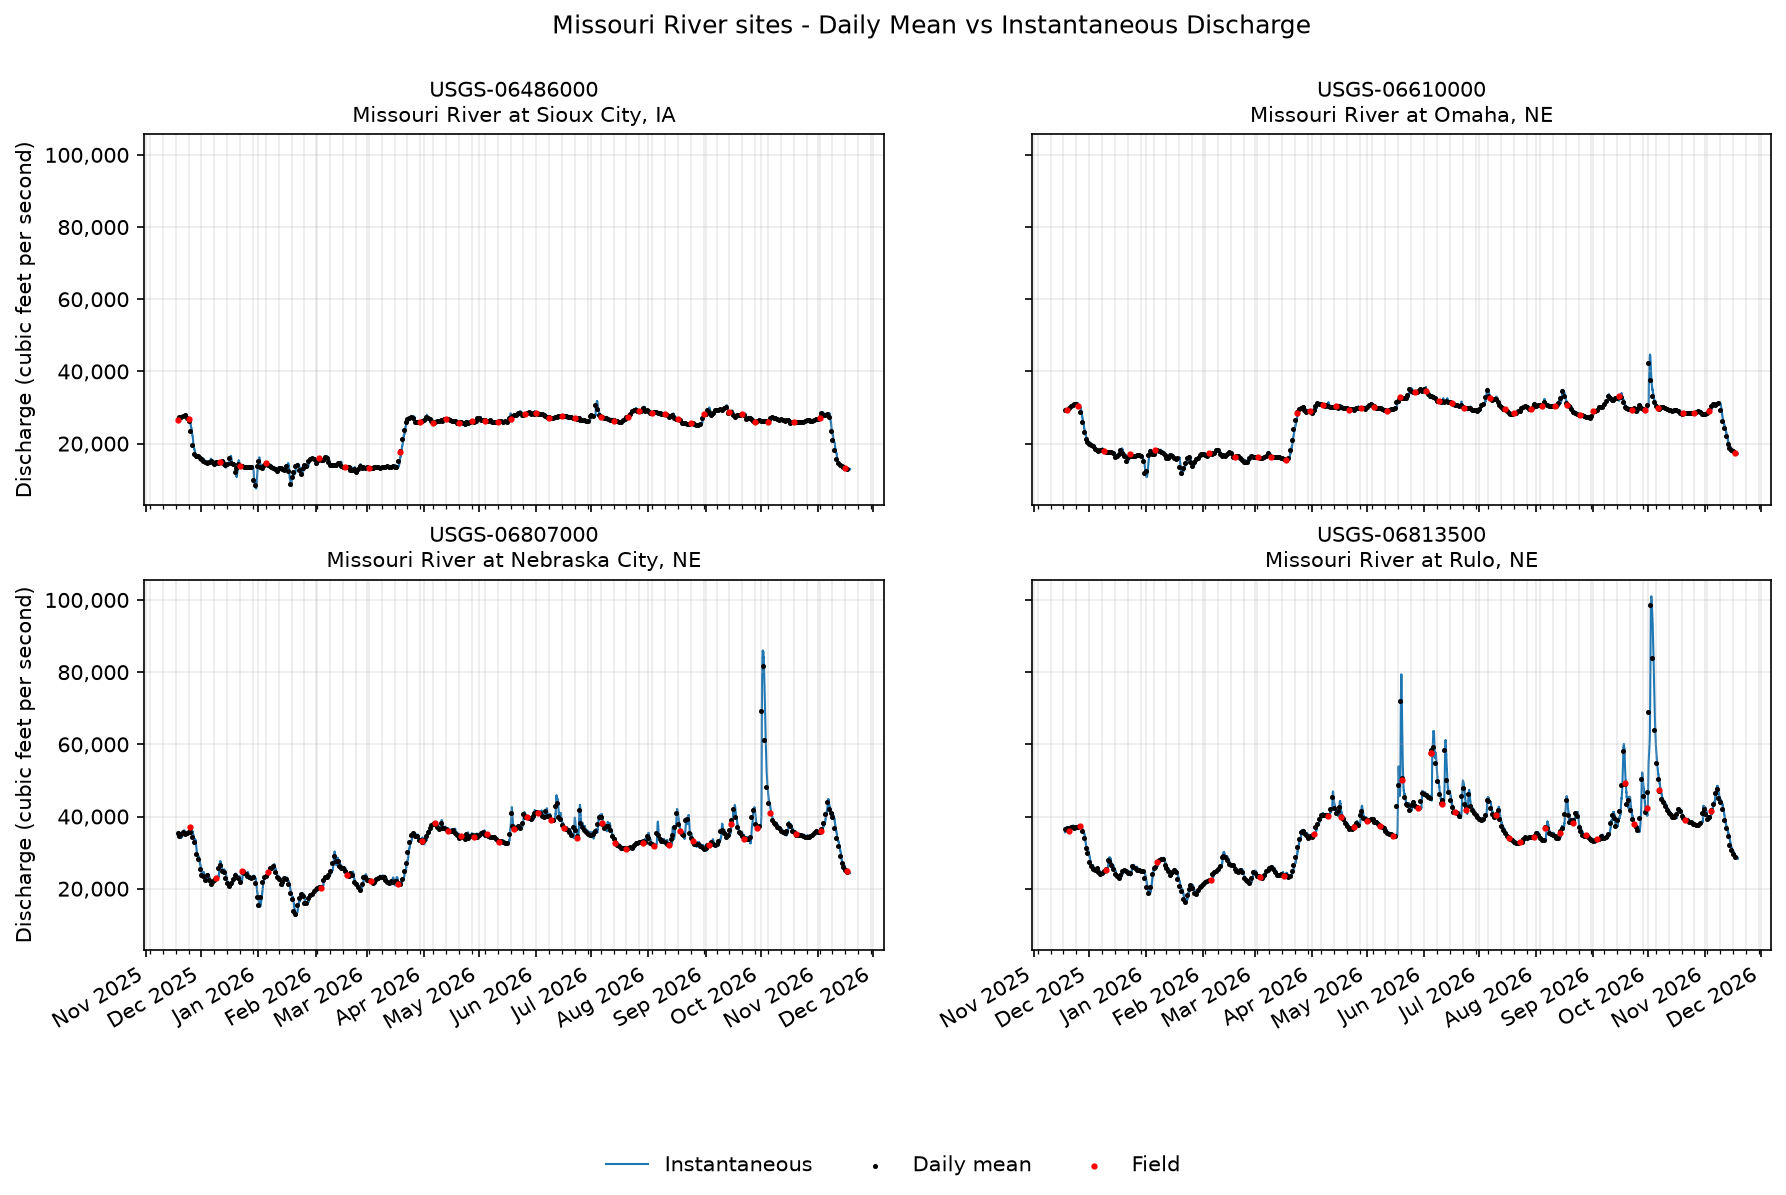 Missouri River sites - Daily Mean vs Instantaneous Discharge
USGS-06486000
Missouri River at Sioux City, IA
USGS-06610000
Missouri River at Omaha, NE
Discharge (cubic feet per second)
100,000
80,000
60,000
40,000
20,000
USGS-06807000
Missouri River at Nebraska City, NE
USGS-06813500
Missouri River at Rulo, NE
Discharge (cubic feet per second)
100,000
80,000
60,000
40,000
20,000
Nov 2025
Dec 2025
Jan 2026
Feb 2026
Mar 2026
Apr 2026
May 2026
Jun 2026
Jul 2026
Aug 2026
Sep 2026
Oct 2026
Nov 2026
Dec 2026
Nov 2025
Dec 2025
Jan 2026
Feb 2026
Mar 2026
Apr 2026
May 2026
Jun 2026
Jul 2026
Aug 2026
Sep 2026
Oct 2026
Nov 2026
Dec 2026
Instantaneous
Daily mean
Field